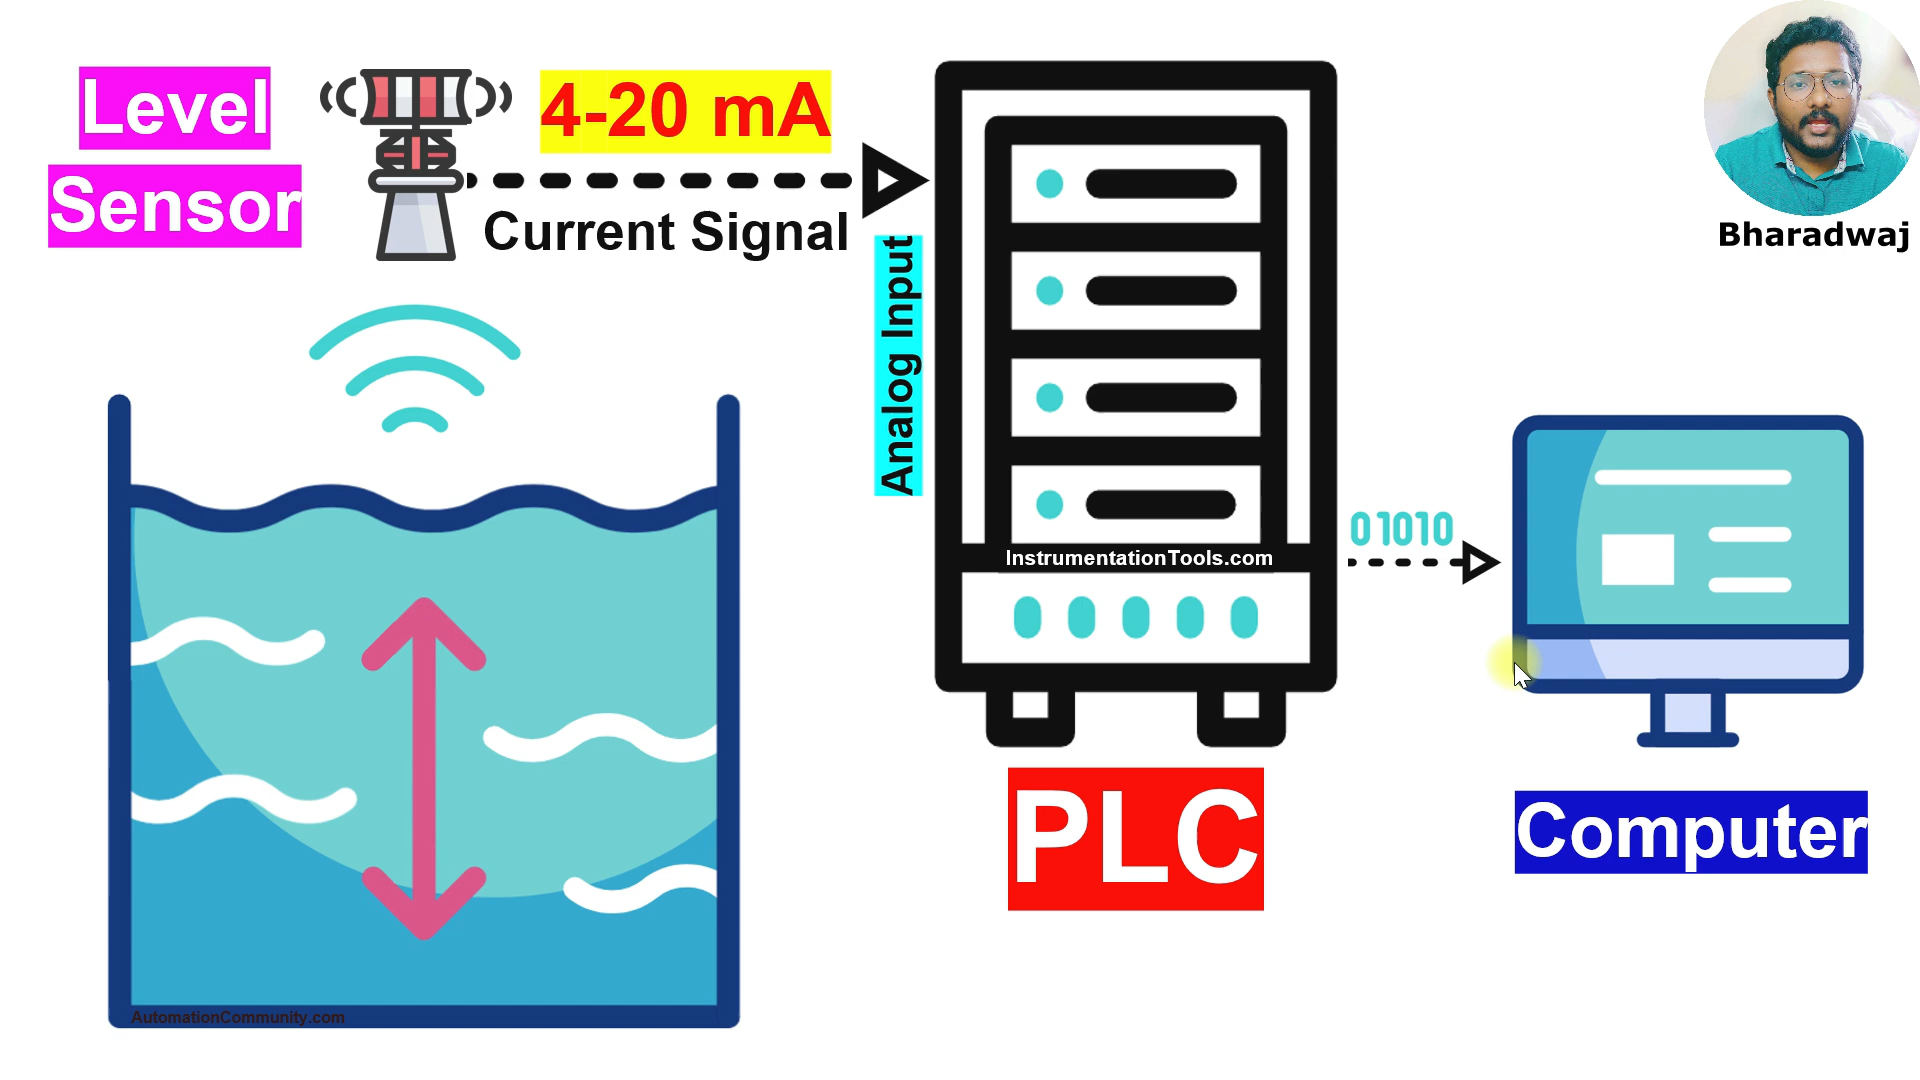 Level
Sensor
4-20 mA
Current Signal
Analog Input
Bharadwaj
01010
InstrumentationTools.com
PLC
Computer
AutomationCommunity.com